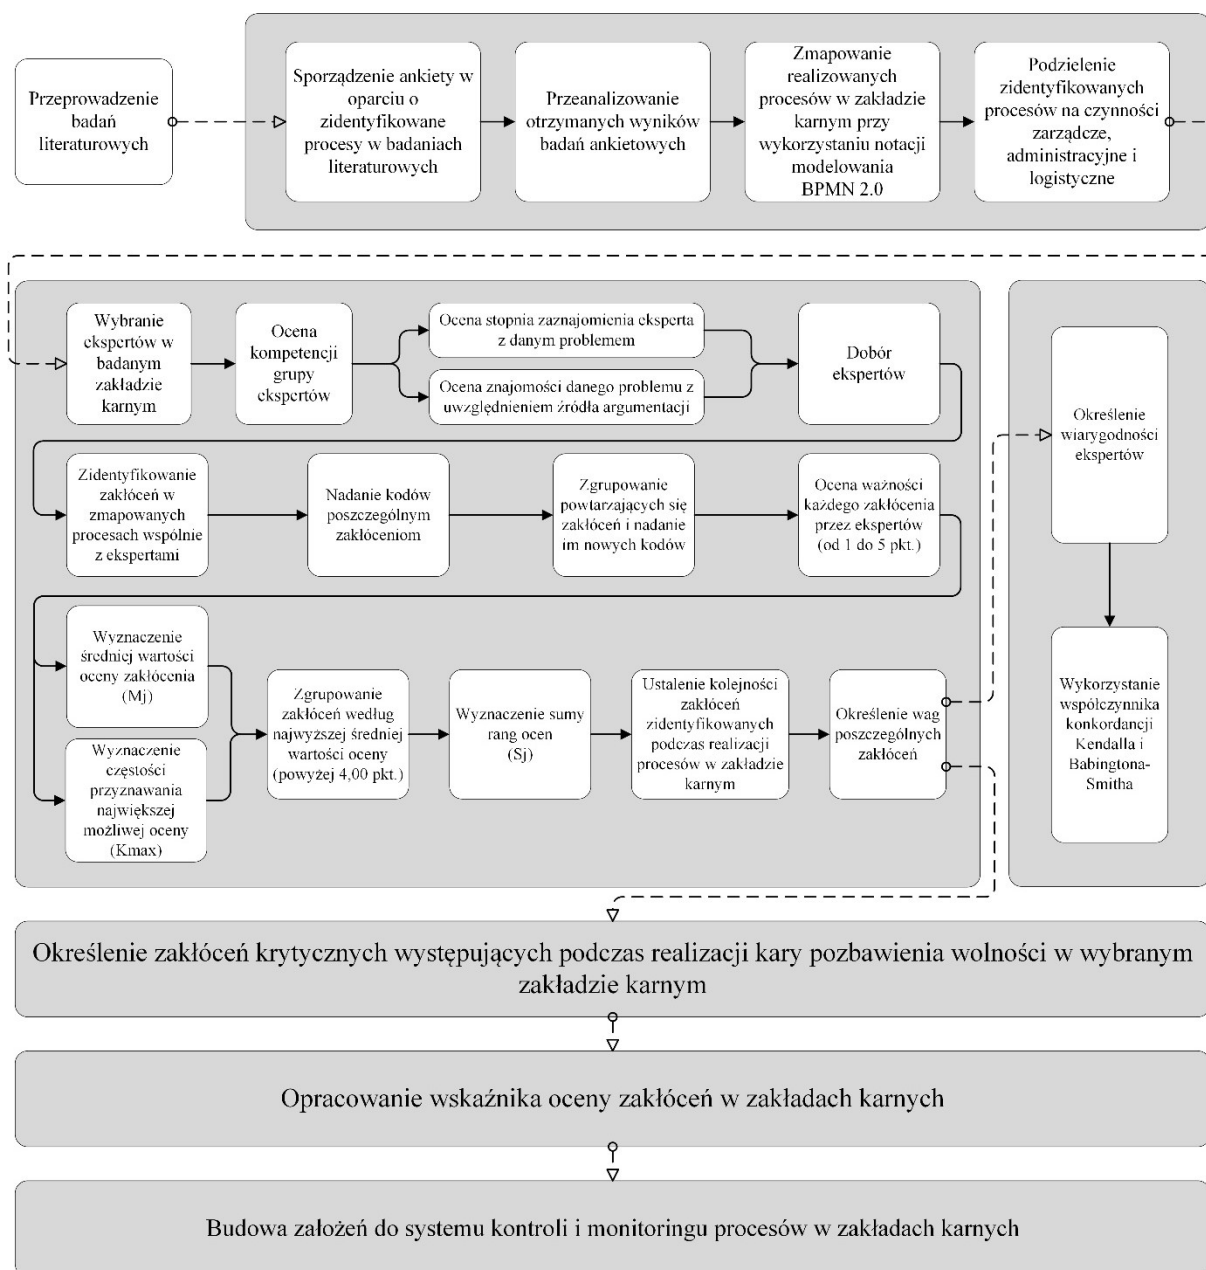 Przeprowadzenie
badań
literaturowych
Sporządzenie ankiety w
oparciu o
zidentyfikowane
procesy w badaniach
literaturowych
Przeanalizowanie
otrzymanych wyników
badań ankietowych
Zmapowanie
realizowanych
procesów w zakładzie
karnym przy
wykorzystaniu notacji
modelowania
BPMN 2.0
Podzielenie
zidentyfikowanych
procesów na czynności
zarządcze,
administracyjne i
logistyczne
Wybranie
ekspertów w
badanym
zakładzie
karnym
Ocena
kompetencji
grupy
ekspertów
Ocena stopnia zaznajomienia eksperta
z danym problemem
Ocena znajomości danego problemu z
uwzględnieniem źródła argumentacji
Dobór
ekspertów
Zidentyfikowanie
zakłóceń w
zmapowanych
procesach wspólnie
z ekspertami
Nadanie kodów
poszczególnym
zakłóceniom
Zgrupowanie
powtarzających się
zakłóceń i nadanie
im nowych kodów
Ocena ważności
każdego zakłócenia
przez ekspertów
(od 1 do 5 pkt.)
Wyznaczenie
średniej wartości
oceny zakłócenia
(Mj)
Wyznaczenie
częstości
przyznawania
największej
możliwej oceny
(Kmax)
Zgrupowanie
zakłóceń według
najwyższej średniej
wartości oceny
(powyżej 4,00 pkt.)
Wyznaczenie sumy
rang ocen
(Sj)
Ustalenie kolejności
zakłóceń
zidentyfikowanych
podczas realizacji
procesów w zakładzie
karnym
Określenie wag
poszczególnych
zakłóceń
Określenie
wiarygodności
ekspertów
Wykorzystanie
współczynnika
konkordancji
Kendalla i
Babingtona-
Smitha
Określenie zakłóceń krytycznych występujących podczas realizacji kary pozbawienia wolności w wybranym
zakładzie karnym
Opracowanie wskaźnika oceny zakłóceń w zakładach karnych
Budowa założeń do systemu kontroli i monitoringu procesów w zakładach karnych